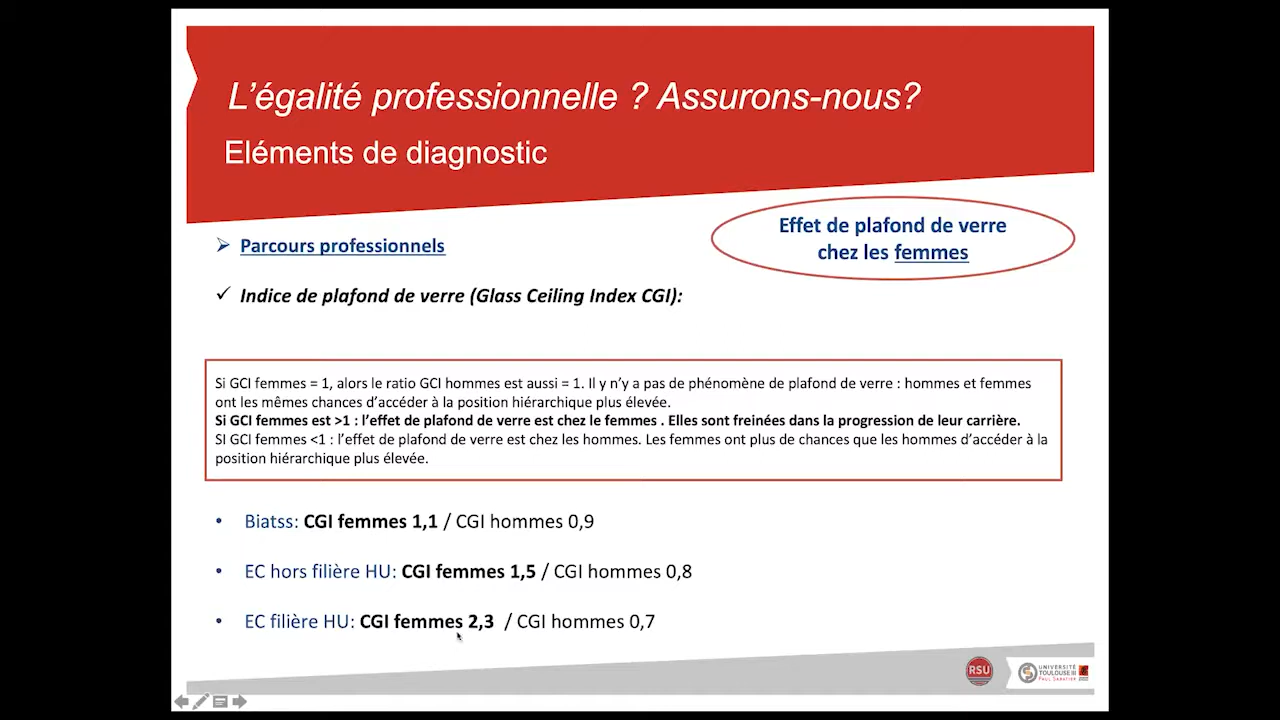 L’égalité professionnelle ? Assurons-nous?
Eléments de diagnostic
Effet de plafond de verre
chez les femmes
Parcours professionnels
Indice de plafond de verre (Glass Ceiling Index CGI):
Si GCI femmes = 1, alors le ratio GCI hommes est aussi = 1. Il y n’y a pas de phénomène de plafond de verre : hommes et femmes
ont les mêmes chances d’accéder à la position hiérarchique plus élevée.
Si GCI femmes est >1 : l’effet de plafond de verre est chez le femmes . Elles sont freinées dans la progression de leur carrière.
SI GCI femmes <1 : l’effet de plafond de verre est chez les hommes. Les femmes ont plus de chances que les hommes d’accéder à la
position hiérarchique plus élevée.
• Biatss: CGI femmes 1,1 / CGI hommes 0,9
• EC hors filière HU: CGI femmes 1,5 / CGI hommes 0,8
• EC filière HU: CGI femmes 2,3 / CGI hommes 0,7
RSU
UNIVERSITÉ
TOULOUSE III
PAUL SABATIER